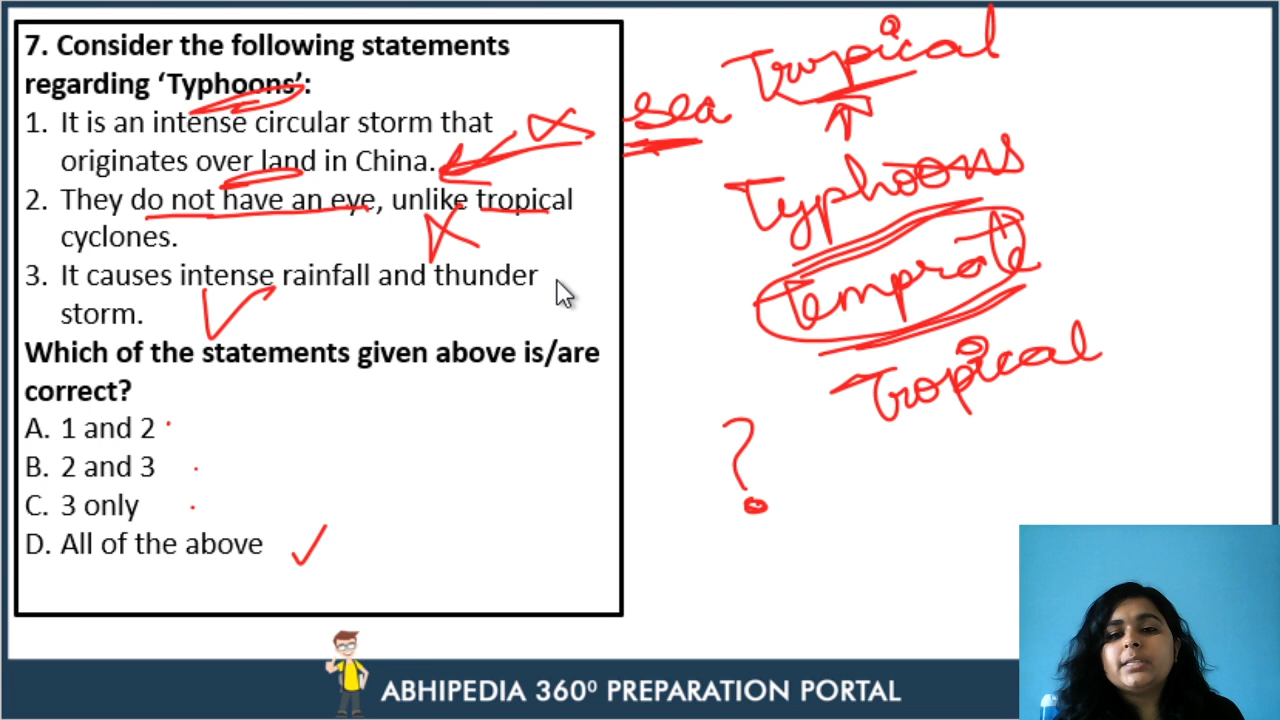 7. Consider the following statements
regarding ‘Typhoons’:
1. It is an intense circular storm that
originates over land in China.
2. They do not have an eye, unlike tropical
cyclones.
3. It causes intense rainfall and thunder
storm.
Which of the statements given above is/are
correct?
A. 1 and 2
B. 2 and 3
C. 3 only
D. All of the above
sea
Tropical
Typhoons
Temprate
Tropical
?
ABHIPEDIA 360⁰ PREPARATION PORTAL